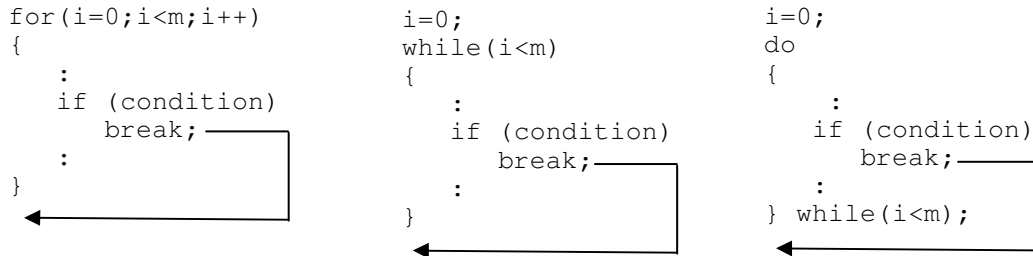 for(i=0;i<m;i++)
{
:
if (condition)
break;
:
}
i=0;
while(i<m)
{
:
if (condition)
break;
:
}
i=0;
do
{
:
if (condition)
break;
:
} while(i<m);